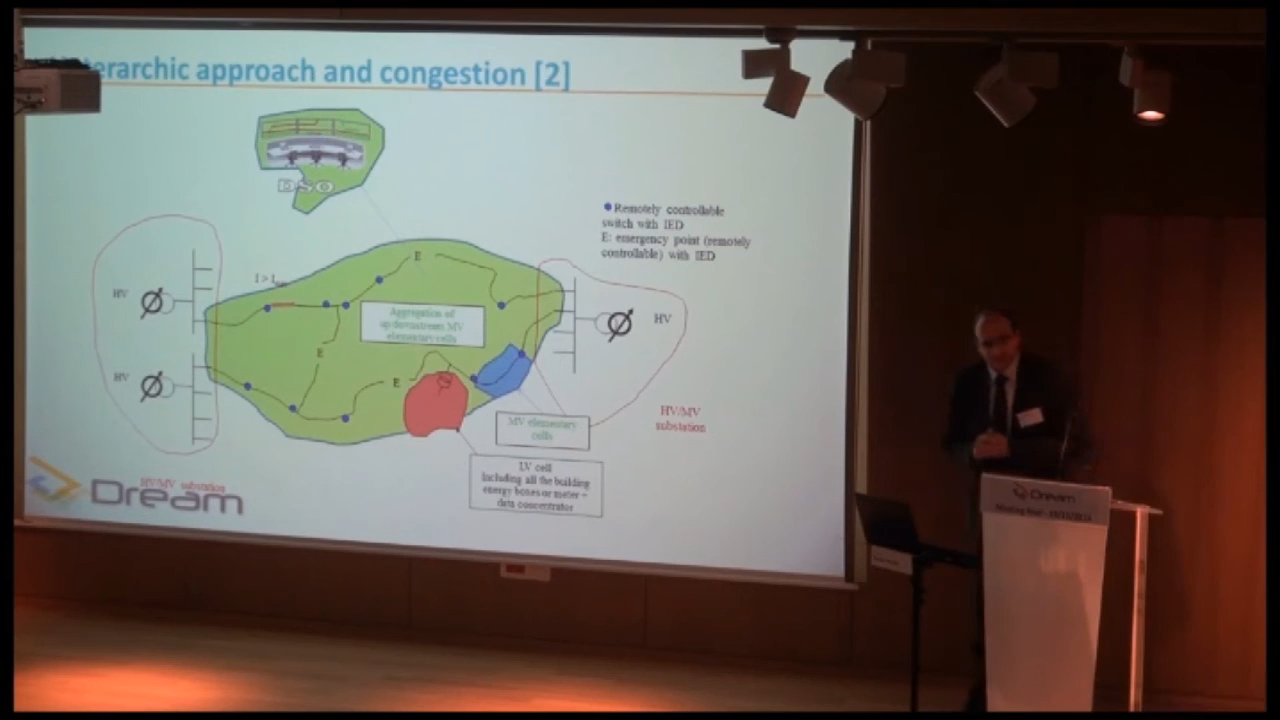 terarchic approach and congestion [2]
DSO
Remotely controllable
switch with IED
E: emergency point (remotely
controllable) with IED
E
I > I
HV
HV
Aggregation of
up/downstream MV
elementary cells
HV
E
E
MV elementary
cells
HV/MV
substation
LV cell
Including all the building
energy boxes or meter +
data concentrator
HV/MV substation
Dream
Dream